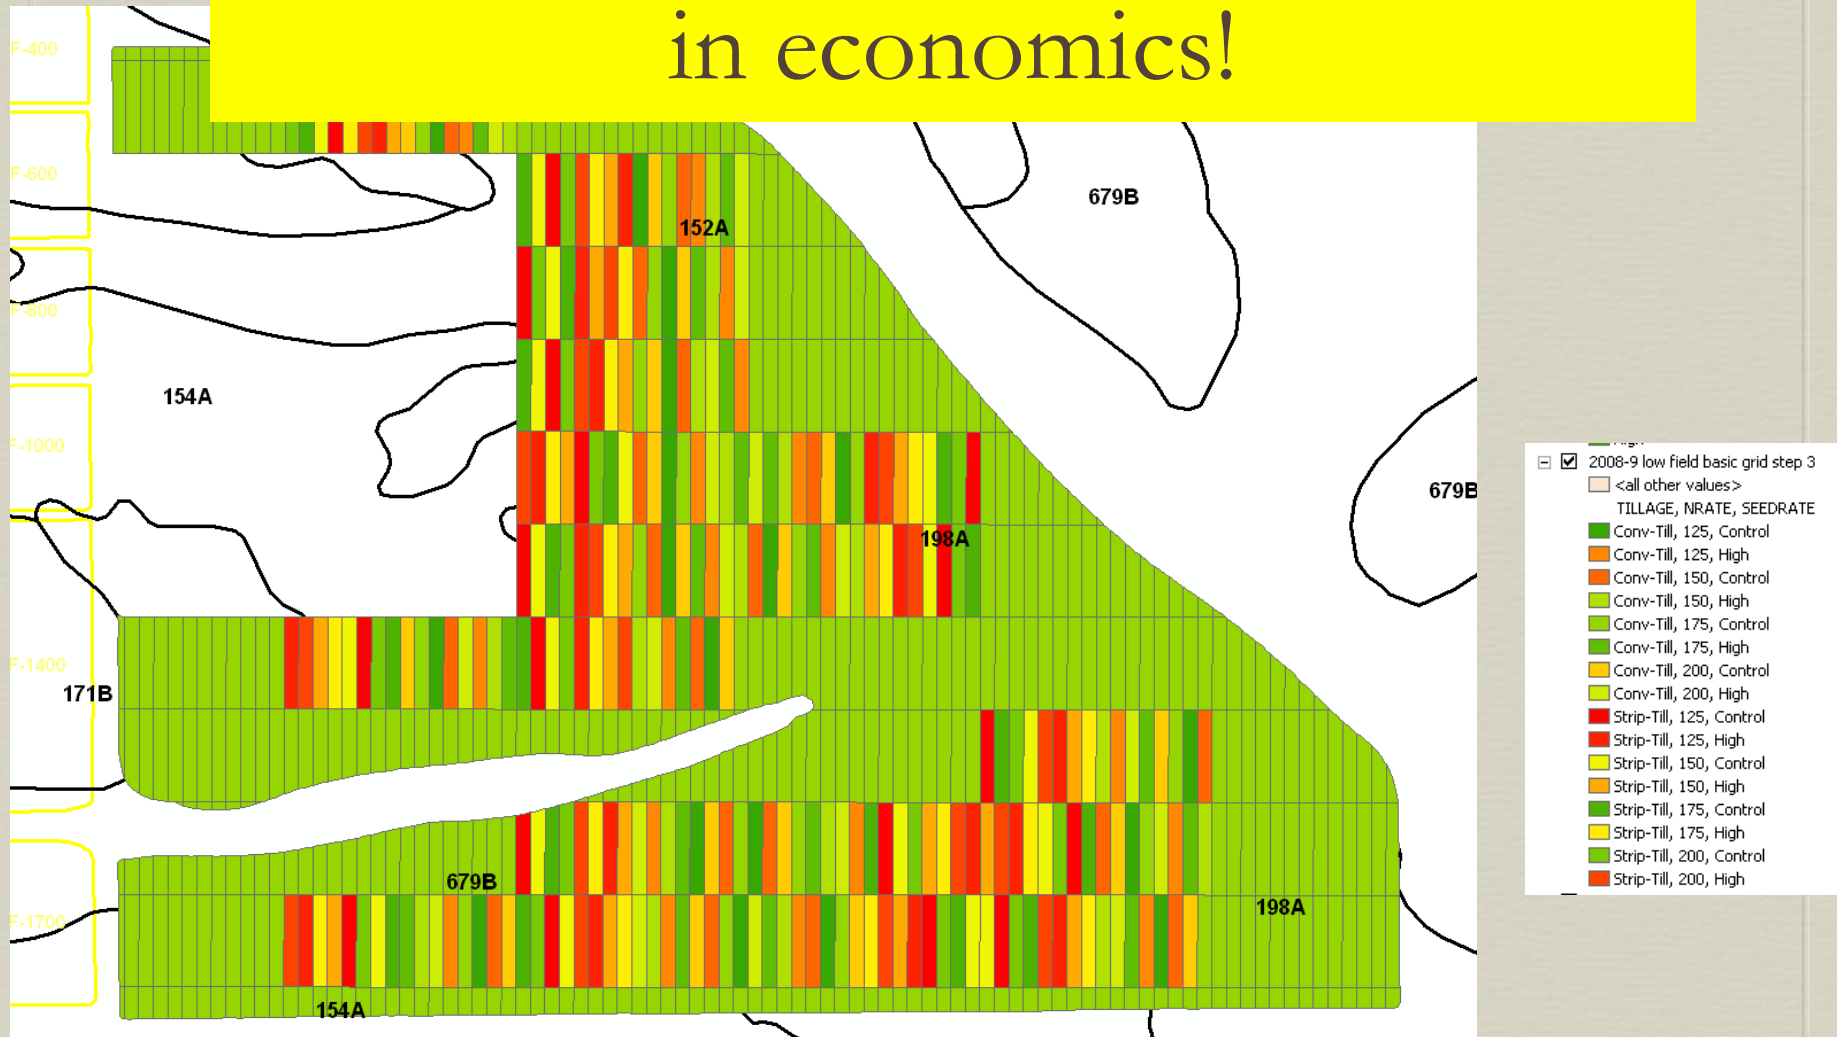 in economics!
F-400
F-600
679B
152A
F-800
154A
F-1000
679B
198A
F-1400
171B
679B
198A
F-1700
154A
2008-9 low field basic grid step 3
<all other values>
TILLAGE, NRATE, SEEDRATE
Conv-Till, 125, Control
Conv-Till, 125, High
Conv-Till, 150, Control
Conv-Till, 150, High
Conv-Till, 175, Control
Conv-Till, 175, High
Conv-Till, 200, Control
Conv-Till, 200, High
Strip-Till, 125, Control
Strip-Till, 125, High
Strip-Till, 150, Control
Strip-Till, 150, High
Strip-Till, 175, Control
Strip-Till, 175, High
Strip-Till, 200, Control
Strip-Till, 200, High